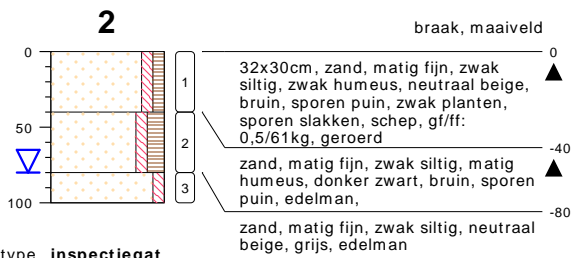 2
braak, maaiveld
0
0
1
32x30cm, zand, matig fijn, zwak
siltig, zwak humeus, neutraal beige,
bruin, sporen puin, zwak planten,
sporen slakken, schep, gf/ff:
0,5/61kg, geroerd
50
2
-40
zand, matig fijn, zwak siltig, matig
humeus, donker zwart, bruin, sporen
puin, edelman,
100
3
-80
zand, matig fijn, zwak siltig, neutraal
beige, grijs, edelman
type inspectiegat